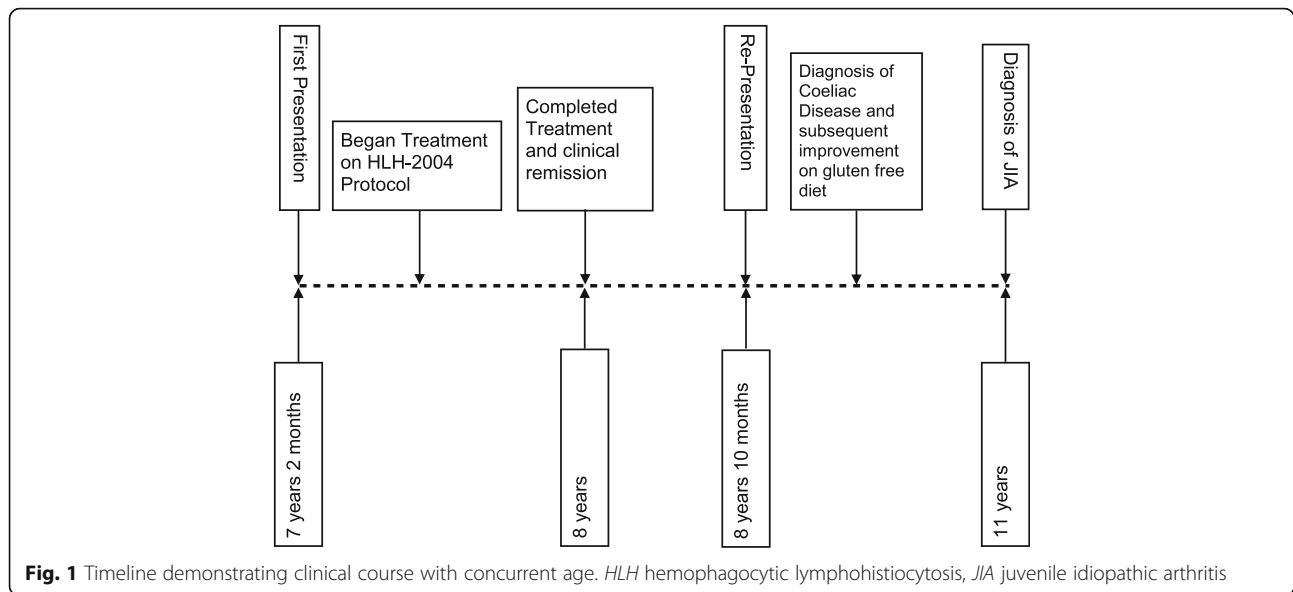 First Presentation
Began Treatment
on HLH-2004
Protocol
Completed
Treatment
and clinical
remission
Re-Presentation
Diagnosis of
Coeliac
Disease and
subsequent
improvement
on gluten free
diet
Diagnosis of JIA
7 years 2 months
8 years
8 years 10 months
11 years
Fig. 1 Timeline demonstrating clinical course with concurrent age. HLH hemophagocytic lymphohistiocytosis, JIA juvenile idiopathic arthritis